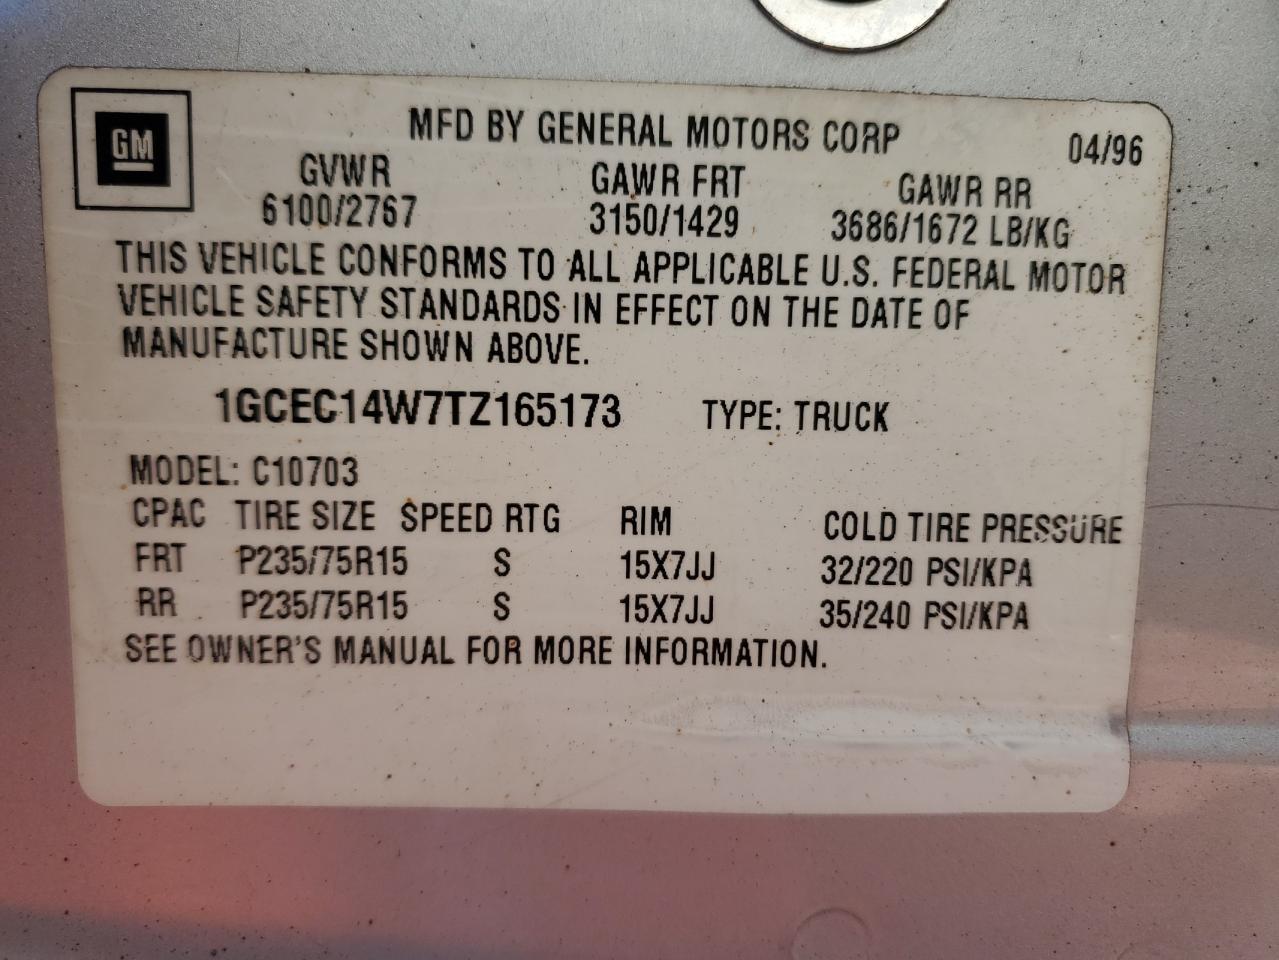 GM
MFD BY GENERAL MOTORS CORP 04/96
GVWR GAWR FRT GAWR RR
6100/2767 3150/1429 3686/1672 LB/KG
THIS VEHICLE CONFORMS TO ALL APPLICABLE U.S. FEDERAL MOTOR
VEHICLE SAFETY STANDARDS IN EFFECT ON THE DATE OF
MANUFACTURE SHOWN ABOVE.
1GCEC14W7TZ165173 TYPE: TRUCK
MODEL: C10703
CPAC TIRE SIZE SPEED RTG RIM COLD TIRE PRESSURE
FRT P235/75R15 S 15X7JJ 32/220 PSI/KPA
RR P235/75R15 S 15X7JJ 35/240 PSI/KPA
SEE OWNER'S MANUAL FOR MORE INFORMATION.